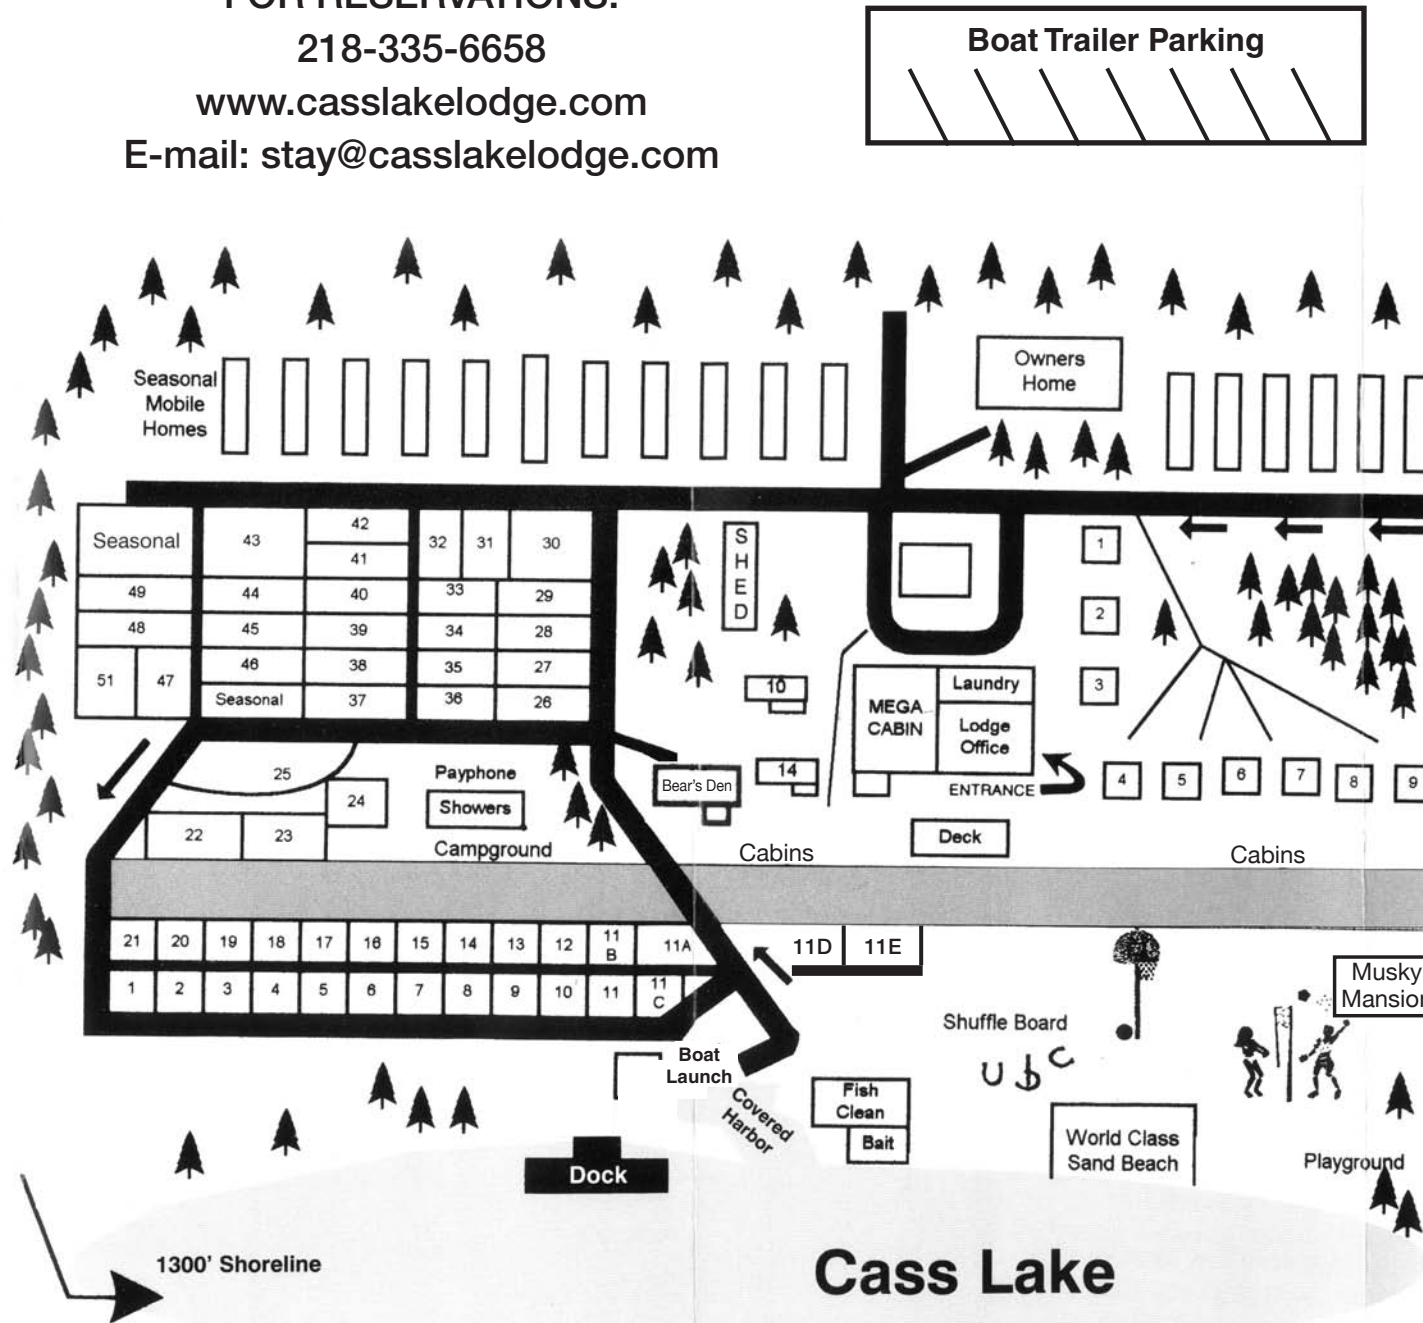 FOR RESERVATIONS:
218-335-6658
www.casslakelodge.com
E-mail: stay@casslakelodge.com
Boat Trailer Parking
Owners
Home
Seasonal
Mobile
Homes
Seasonal
43
42
41
32
31
30
49
44
40
33
29
48
45
39
34
28
51
47
46
38
35
27
Seasonal
37
36
26
SHED
1
2
3
10
14
MEGA
CABIN
Laundry
Lodge
Office
ENTRANCE
4
5
6
7
8
9
25
24
22
23
Payphone
Showers
Campground
Bear's Den
Deck
Cabins
Cabins
21
20
19
18
17
16
15
14
13
12
11
B
11A
11D
11E
1
2
3
4
5
6
7
8
9
10
11
11
C
Musky
Mansion
Shuffle Board
Boat
Launch
Covered
Harbor
Fish
Clean
Bait
World Class
Sand Beach
Playground
Dock
1300' Shoreline
Cass Lake